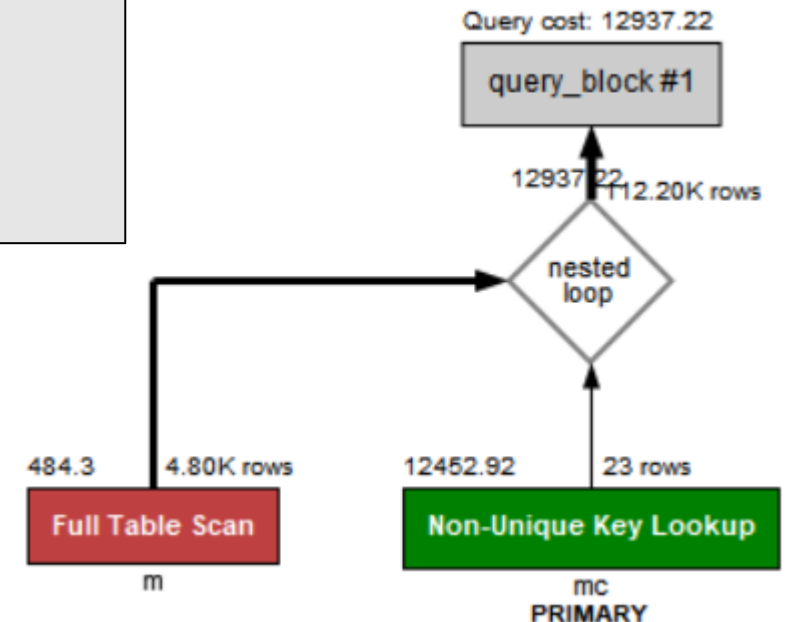 Query cost: 12937.22
query_block #1
12937.22
112.20K rows
nested
loop
484.3
4.80K rows
12452.92
23 rows
Full Table Scan
Non-Unique Key Lookup
m
mc
PRIMARY